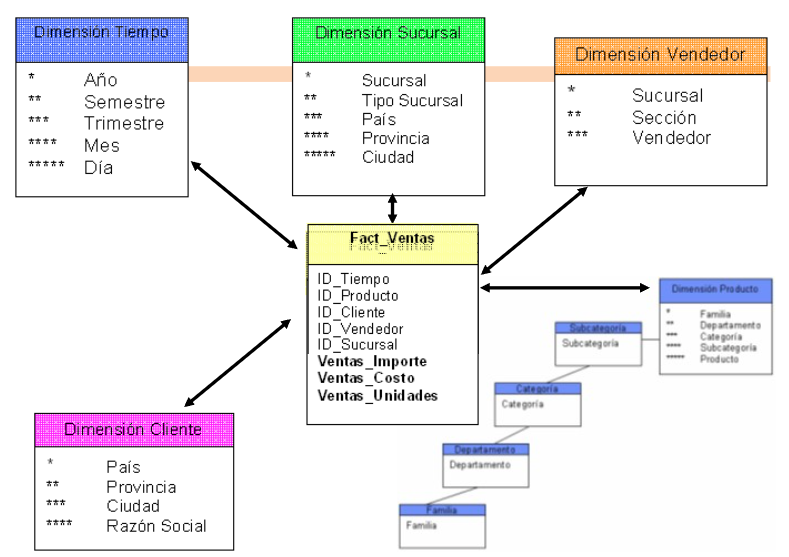 Dimensión Tiempo
* Año
** Semestre
*** Trimestre
**** Mes
***** Día
Dimensión Sucursal
* Sucursal
** Tipo Sucursal
*** País
**** Provincia
***** Ciudad
Dimensión Vendedor
* Sucursal
** Sección
*** Vendedor
Fact_Ventas
ID_Tiempo
ID_Producto
ID_Cliente
ID_Vendedor
ID_Sucursal
Ventas_Importe
Ventas_Costo
Ventas_Unidades
Dimensión Producto
* Familia
** Departamento
*** Categoría
**** Subcategoría
***** Producto
Subcategoría
Subcategoría
Categoría
Categoría
Departamento
Departamento
Familia
Familia
Dimensión Cliente
* País
** Provincia
*** Ciudad
**** Razón Social